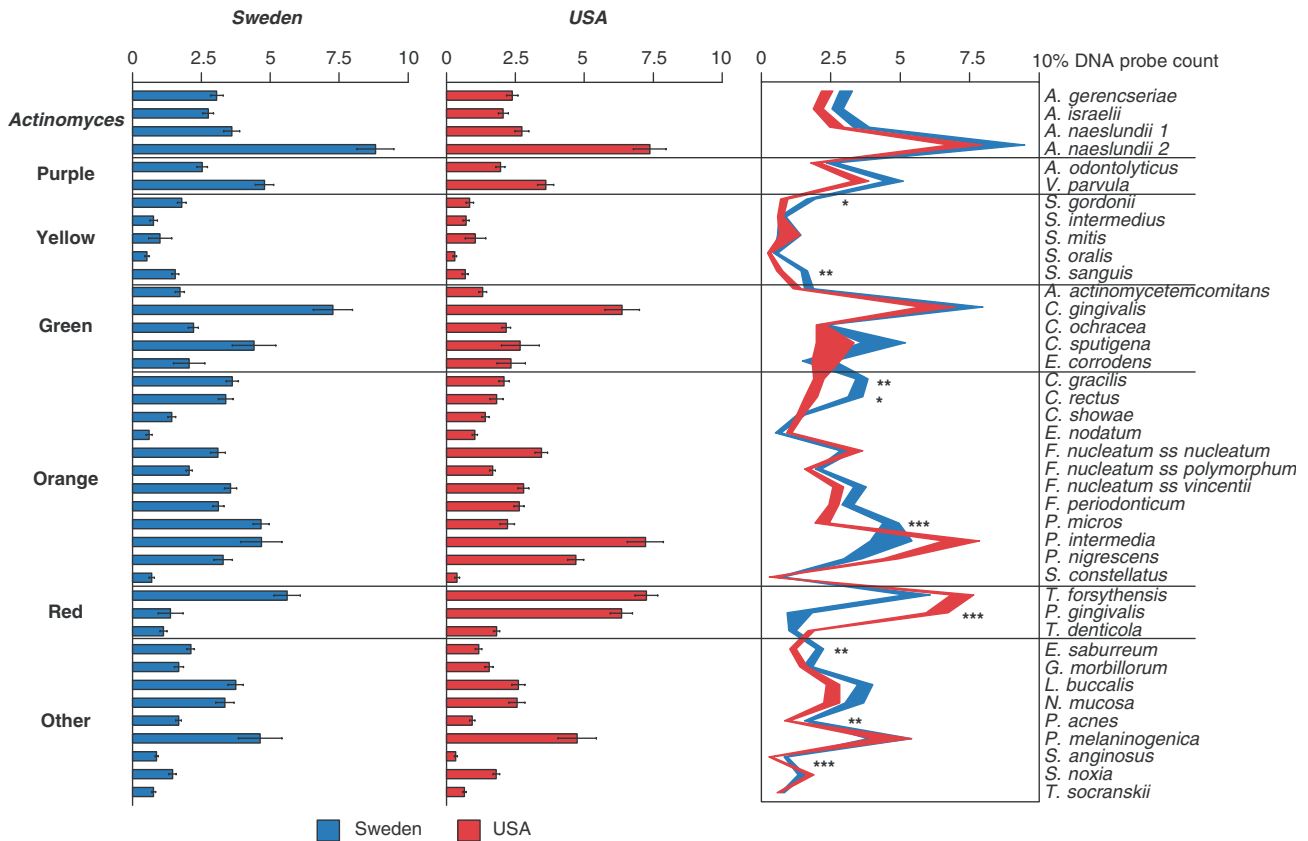 Sweden USA
0 2.5 5 7.5 10 0 2.5 5 7.5 10 0 2.5 5 7.5 10% DNA probe count
A. gerencseriae
A. israelii
Actinomyces
A. naeslundii 1
A. naeslundii 2
A. odontolyticus
Purple
V. parvula
S. gordonii
*
S. intermedius
Yellow
S. mitis
S. oralis
S. sanguis
**
A. actinomycetemcomitans
C. gingivalis
Green
C. ochracea
C. sputigena
E. corrodens
C. gracilis
**
C. rectus
*
C. showae
E. nodatum
F. nucleatum ss nucleatum
F. nucleatum ss polymorphum
Orange
F. nucleatum ss vincentii
F. periodonticum
P. micros
***
P. intermedia
P. nigrescens
S. constellatus
T. forsythensis
Red
P. gingivalis
***
T. denticola
E. saburreum
**
G. morbillorum
L. buccalis
N. mucosa
Other
P. acnes
**
P. melaninogenica
S. anginosus
***
S. noxia
T. socranskii
Sweden USA